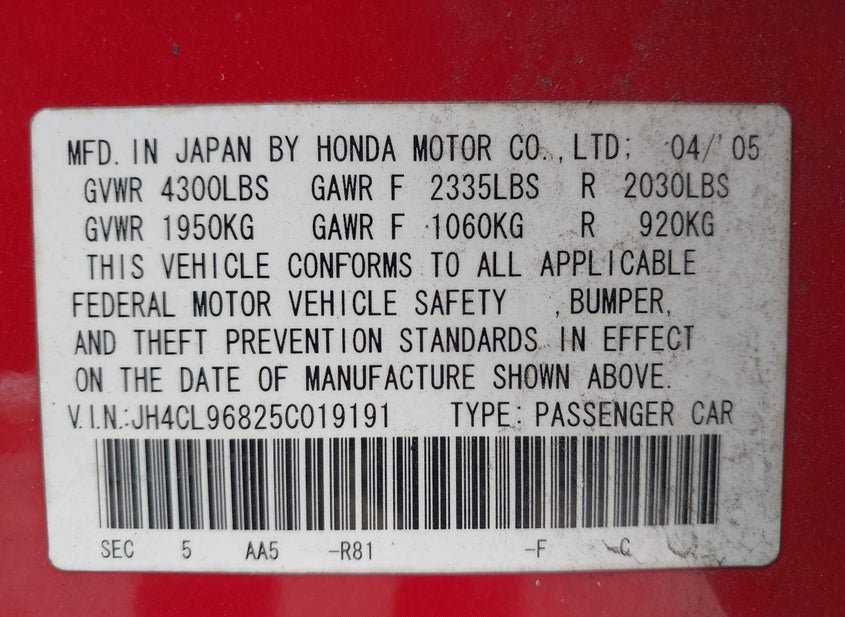 MFD. IN JAPAN BY HONDA MOTOR CO., LTD; 04/'05
GVWR 4300LBS GAWR F 2335LBS R 2030LBS
GVWR 1950KG GAWR F 1060KG R 920KG
THIS VEHICLE CONFORMS TO ALL APPLICABLE
FEDERAL MOTOR VEHICLE SAFETY , BUMPER,
AND THEFT PREVENTION STANDARDS IN EFFECT
ON THE DATE OF MANUFACTURE SHOWN ABOVE.
V.I.N.:JH4CL96825C019191 TYPE: PASSENGER CAR
SEC 5 AA5 -R81 -F -C